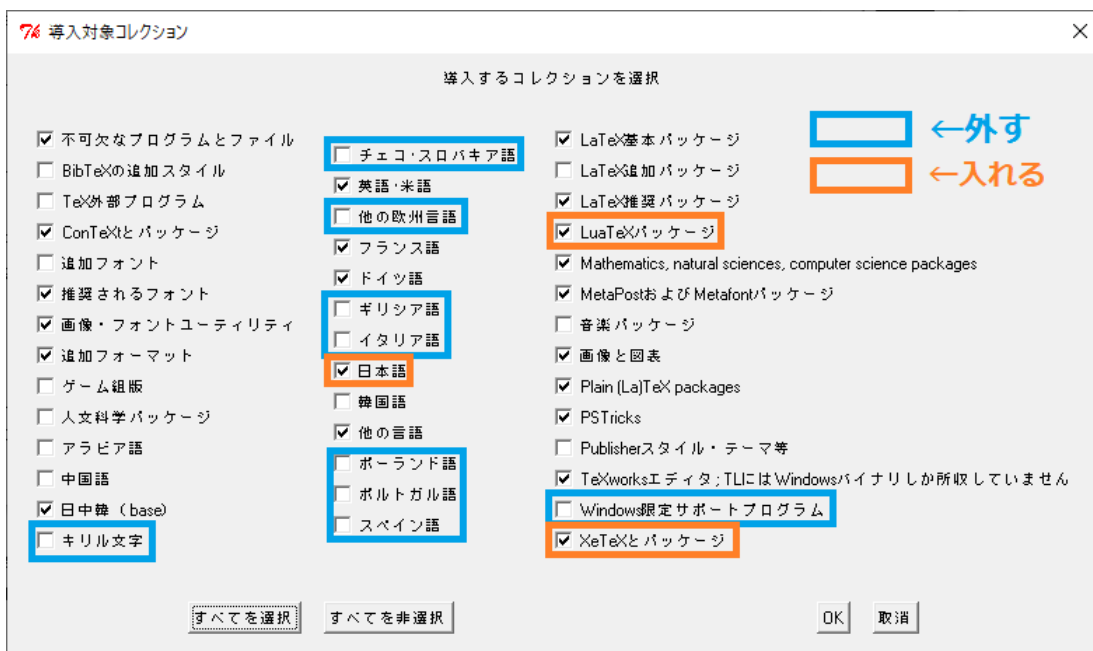 導入対象コレクション
導入するコレクションを選択
不可欠なプログラムとファイル
BibTeXの追加スタイル
TeX外部プログラム
ConTeXtとパッケージ
追加フォント
推奨されるフォント
画像・フォントユーティリティ
追加フォーマット
ゲーム組版
人文科学パッケージ
アラビア語
中国語
日中韓（base）
キリル文字
チェコ・スロバキア語
英語・米語
他の欧州言語
フランス語
ドイツ語
ギリシア語
イタリア語
日本語
韓国語
他の言語
ポーランド語
ポルトガル語
スペイン語
LaTeX基本パッケージ
LaTeX追加パッケージ
LaTeX推奨パッケージ
LuaTeXパッケージ
Mathematics, natural sciences, computer science packages
MetaPostおよびMetafontパッケージ
音楽パッケージ
画像と図表
Plain (La)TeX packages
PSTricks
Publisherスタイル・テーマ等
TeXworksエディタ; TLにはWindowsバイナリしか所収していません
Windows限定サポートプログラム
XeTeXとパッケージ
←外す
←入れる
すべてを選択
すべてを非選択
OK
取消